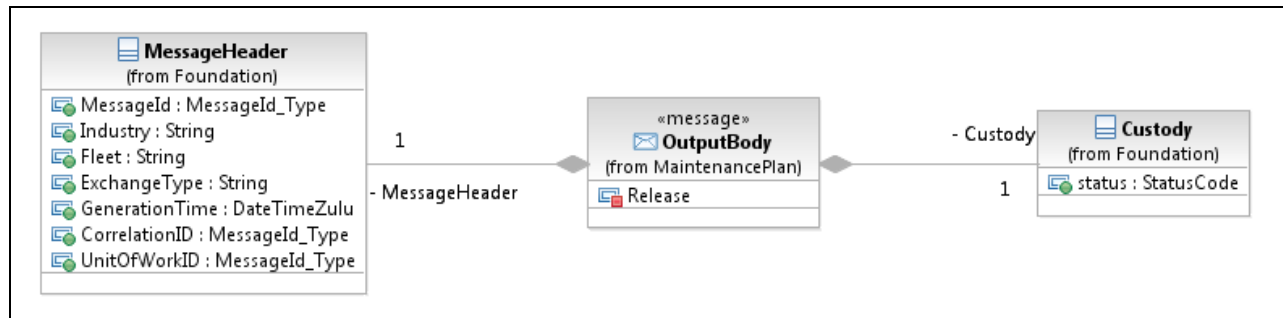 MessageHeader
(from Foundation)
MessageId : MessageId_Type
Industry : String
Fleet : String
ExchangeType : String
GenerationTime : DateTimeZulu
CorrelationID : MessageId_Type
UnitOfWorkID : MessageId_Type
1
- MessageHeader
«message»
OutputBody
(from MaintenancePlan)
Release
- Custody
1
Custody
(from Foundation)
status : StatusCode